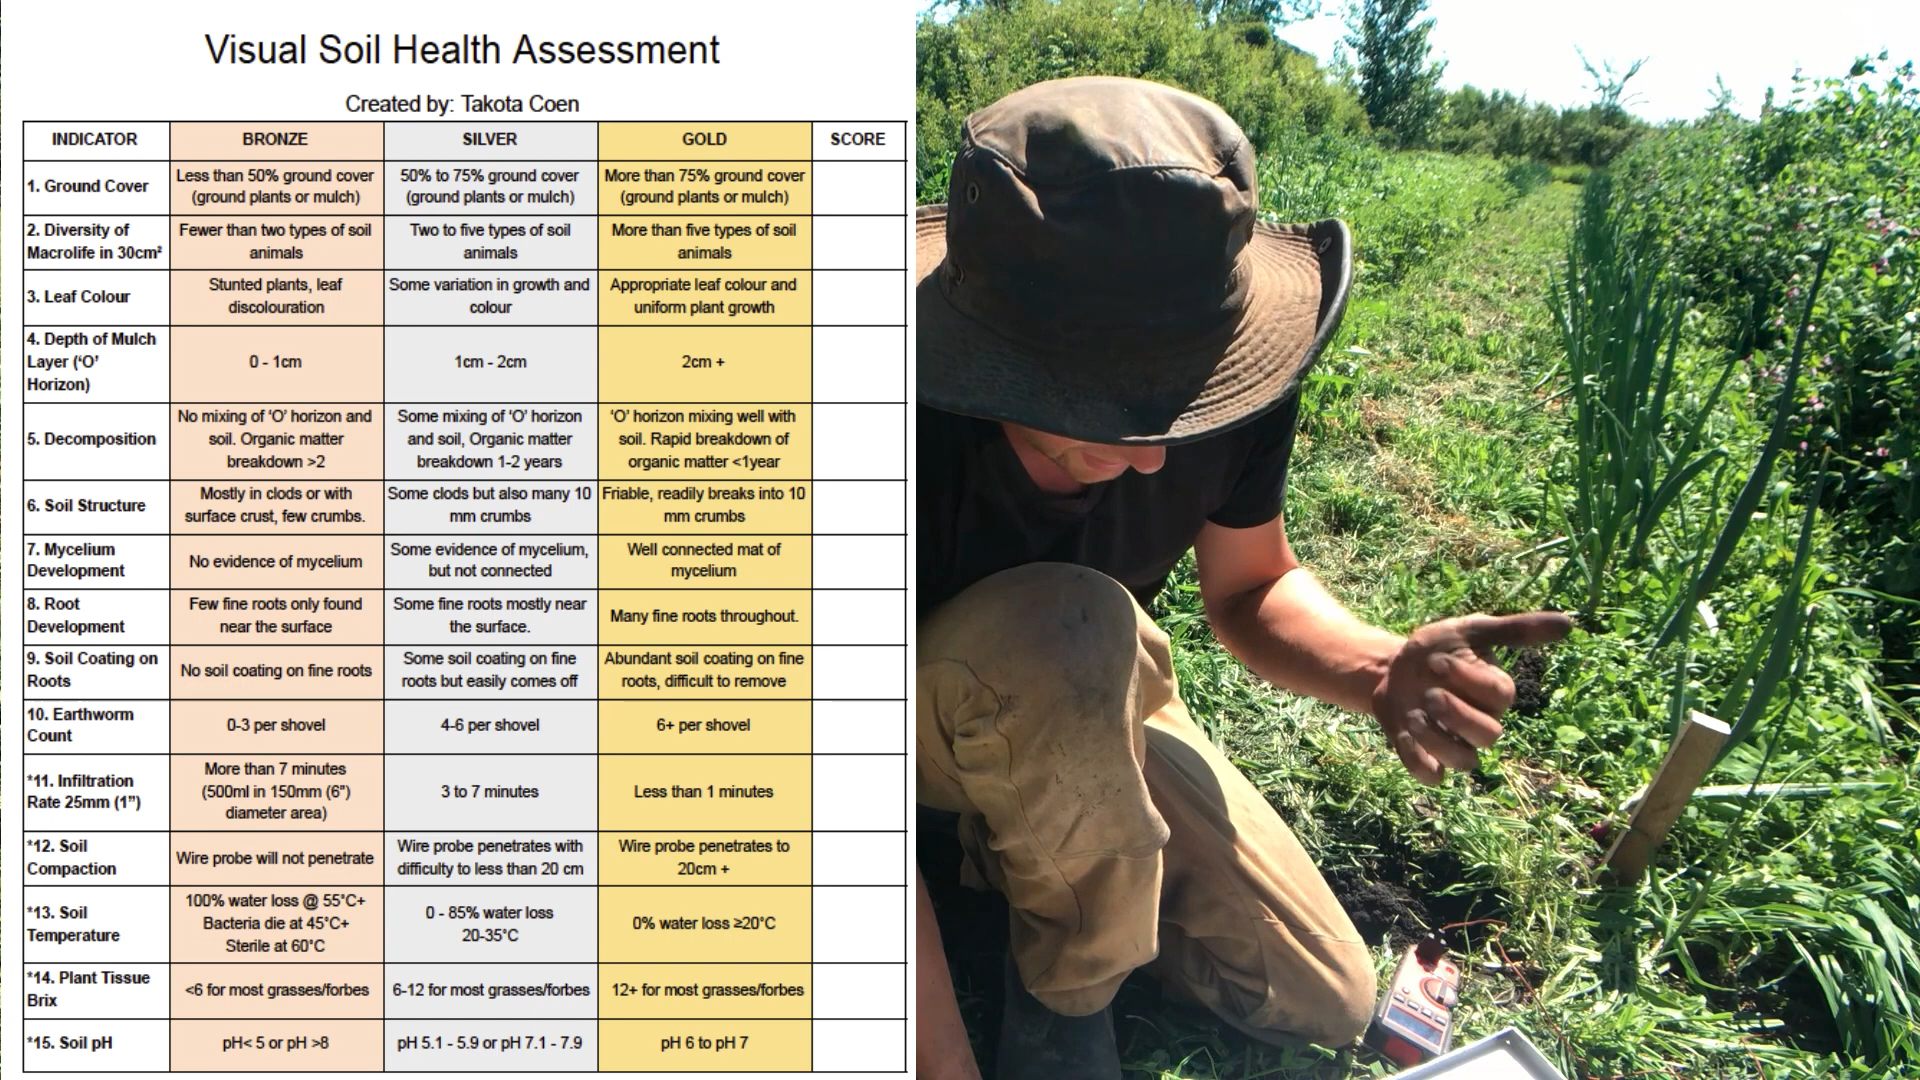 Visual Soil Health Assessment
Created by: Takota Coen
INDICATOR BRONZE SILVER GOLD SCORE
1. Ground Cover
Less than 50% ground cover
(ground plants or mulch)
50% to 75% ground cover
(ground plants or mulch)
More than 75% ground cover
(ground plants or mulch)
2. Diversity of
Macrolife in 30cm²
Fewer than two types of soil
animals
Two to five types of soil
animals
More than five types of soil
animals
3. Leaf Colour
Stunted plants, leaf
discolouration
Some variation in growth and
colour
Appropriate leaf colour and
uniform plant growth
4. Depth of Mulch
Layer (‘O’
Horizon)
0 - 1cm
1cm - 2cm
2cm +
5. Decomposition
No mixing of ‘O’ horizon and
soil. Organic matter
breakdown >2
Some mixing of ‘O’ horizon
and soil, Organic matter
breakdown 1-2 years
‘O’ horizon mixing well with
soil. Rapid breakdown of
organic matter <1year
6. Soil Structure
Mostly in clods or with
surface crust, few crumbs.
Some clods but also many 10
mm crumbs
Friable, readily breaks into 10
mm crumbs
7. Mycelium
Development
No evidence of mycelium
Some evidence of mycelium,
but not connected
Well connected mat of
mycelium
8. Root
Development
Few fine roots only found
near the surface
Some fine roots mostly near
the surface.
Many fine roots throughout.
9. Soil Coating on
Roots
No soil coating on fine roots
Some soil coating on fine
roots but easily comes off
Abundant soil coating on fine
roots, difficult to remove
10. Earthworm
Count
0-3 per shovel
4-6 per shovel
6+ per shovel
*11. Infiltration
Rate 25mm (1”)
More than 7 minutes
(500ml in 150mm (6")
diameter area)
3 to 7 minutes
Less than 1 minutes
*12. Soil
Compaction
Wire probe will not penetrate
Wire probe penetrates with
difficulty to less than 20 cm
Wire probe penetrates to
20cm +
*13. Soil
Temperature
100% water loss @ 55°C+
Bacteria die at 45°C+
Sterile at 60°C
0 - 85% water loss
20-35°C
0% water loss ≥20°C
*14. Plant Tissue
Brix
<6 for most grasses/forbes
6-12 for most grasses/forbes
12+ for most grasses/forbes
*15. Soil pH
pH< 5 or pH >8
pH 5.1 - 5.9 or pH 7.1 - 7.9
pH 6 to pH 7